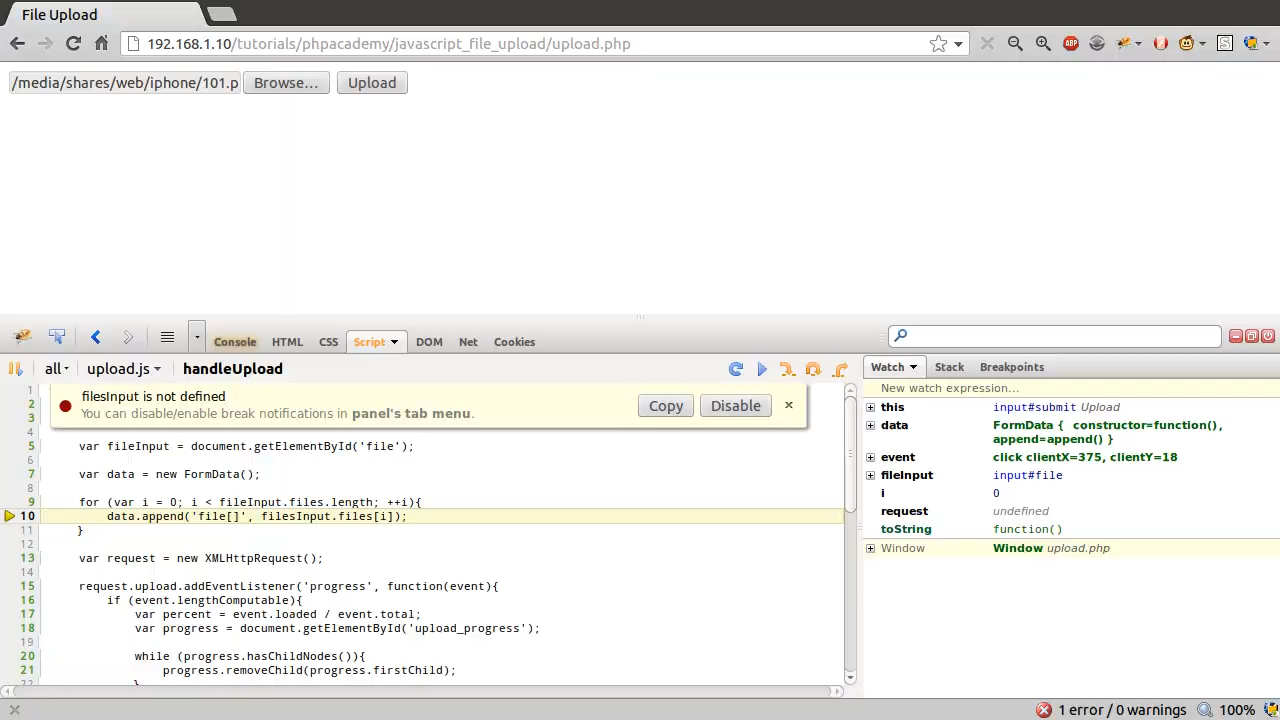 File Upload
192.168.1.10/tutorials/phpacademy/javascript_file_upload/upload.php
ABP
S
/media/shares/web/iphone/101.p Browse... Upload
Console HTML CSS Script DOM Net Cookies
all upload.js handleUpload
Watch Stack Breakpoints
filesInput is not defined
You can disable/enable break notifications in panel's tab menu.
Copy Disable
1
2
3
4
5 var fileInput = document.getElementById('file');
6
7 var data = new FormData();
8
9 for (var i = 0; i < fileInput.files.length; ++i){
10 data.append('file[]', filesInput.files[i]);
11 }
12
13 var request = new XMLHttpRequest();
14
15 request.upload.addEventListener('progress', function(event){
16 if (event.lengthComputable){
17 var percent = event.loaded / event.total;
18 var progress = document.getElementById('upload_progress');
19
20 while (progress.hasChildNodes()){
21 progress.removeChild(progress.firstChild);
22 }
New watch expression...
this input#submit Upload
data FormData { constructor=function(),
append=append() }
event click clientX=375, clientY=18
fileInput input#file
i 0
request undefined
toString function()
Window Window upload.php
1 error / 0 warnings 100%